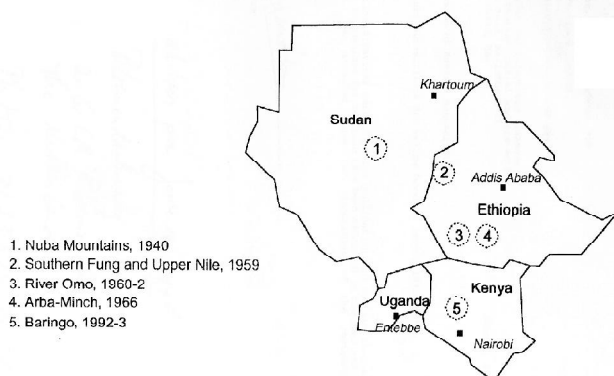 Khartoum
Sudan
1
2
Addis Ababa
Ethiopia
3
4
1. Nuba Mountains, 1940
2. Southern Fung and Upper Nile, 1959
3. River Omo, 1960-2
4. Arba-Minch, 1966
5. Baringo, 1992-3
Uganda
Kenya
5
Entebbe
Nairobi